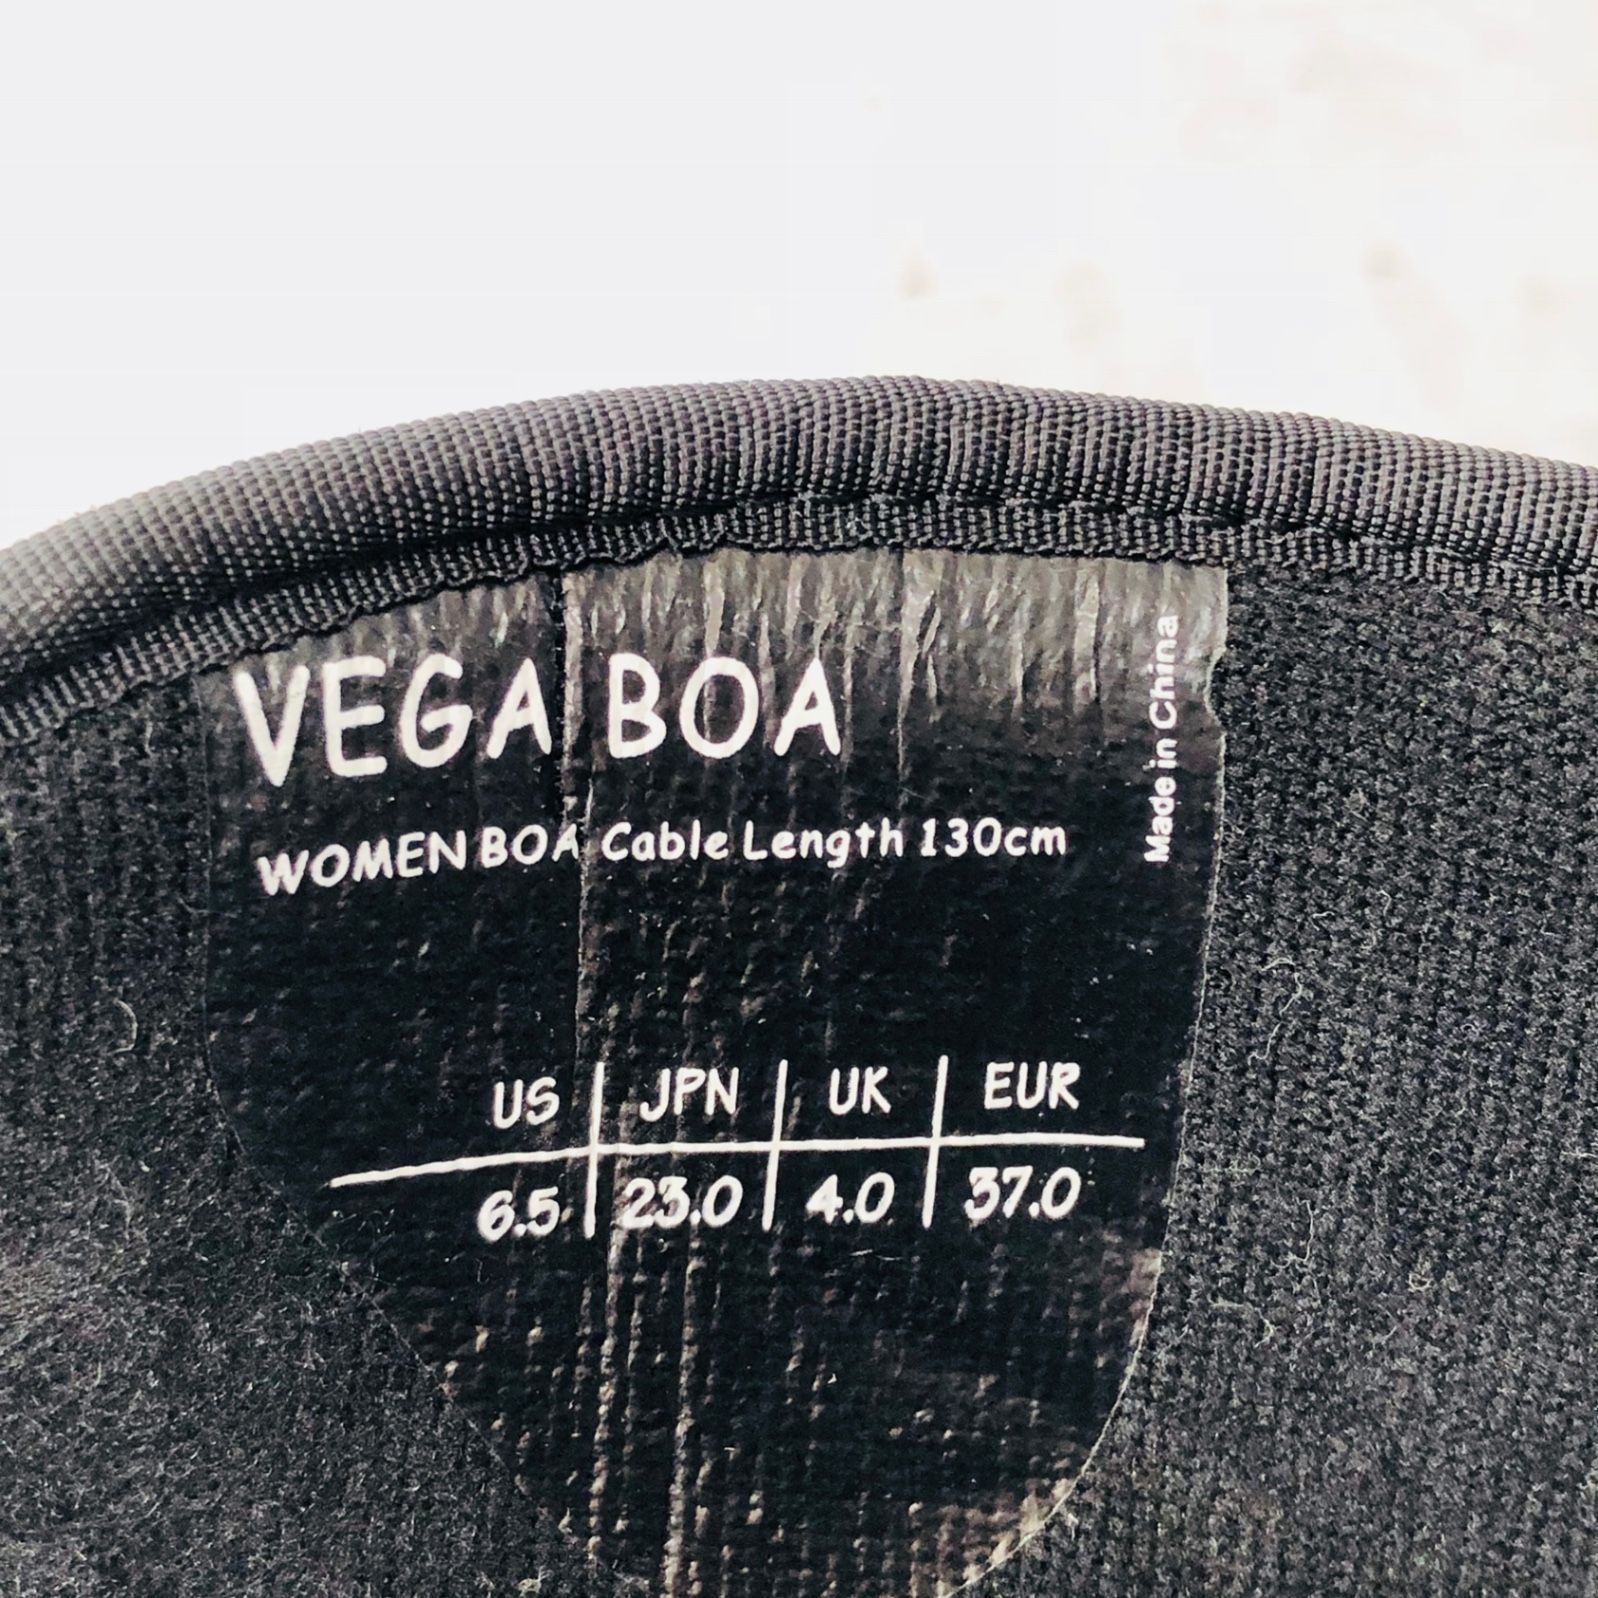 VEGA BOA
WOMEN BOA Cable Length 130cm
Made in China
US JPN UK EUR
6.5 23.0 4.0 37.0